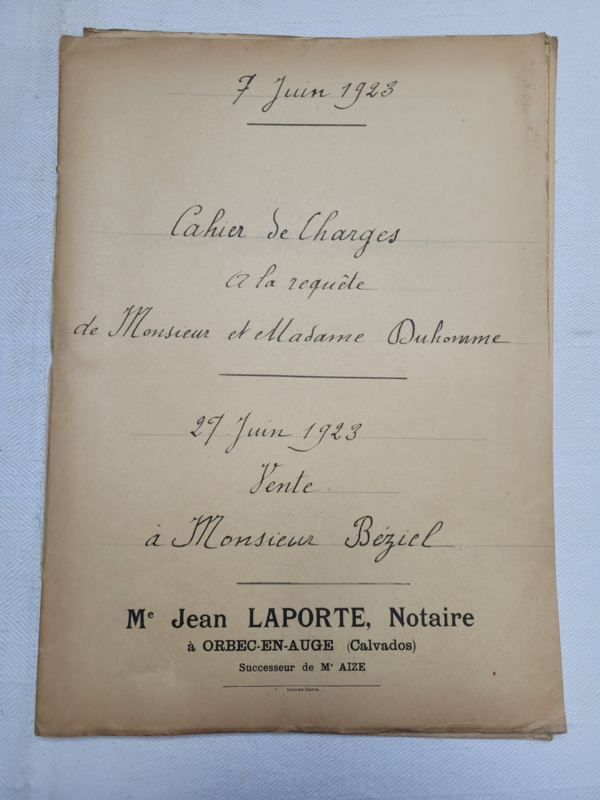 7 Juin 1923
Cahier de Charges
A la requête
de Monsieur et Madame Duhomme
27 Juin 1923
Vente
à Monsieur Béziel
Me Jean LAPORTE, Notaire
à ORBEC-EN-AUGE (Calvados)
Successeur de Me AIZE